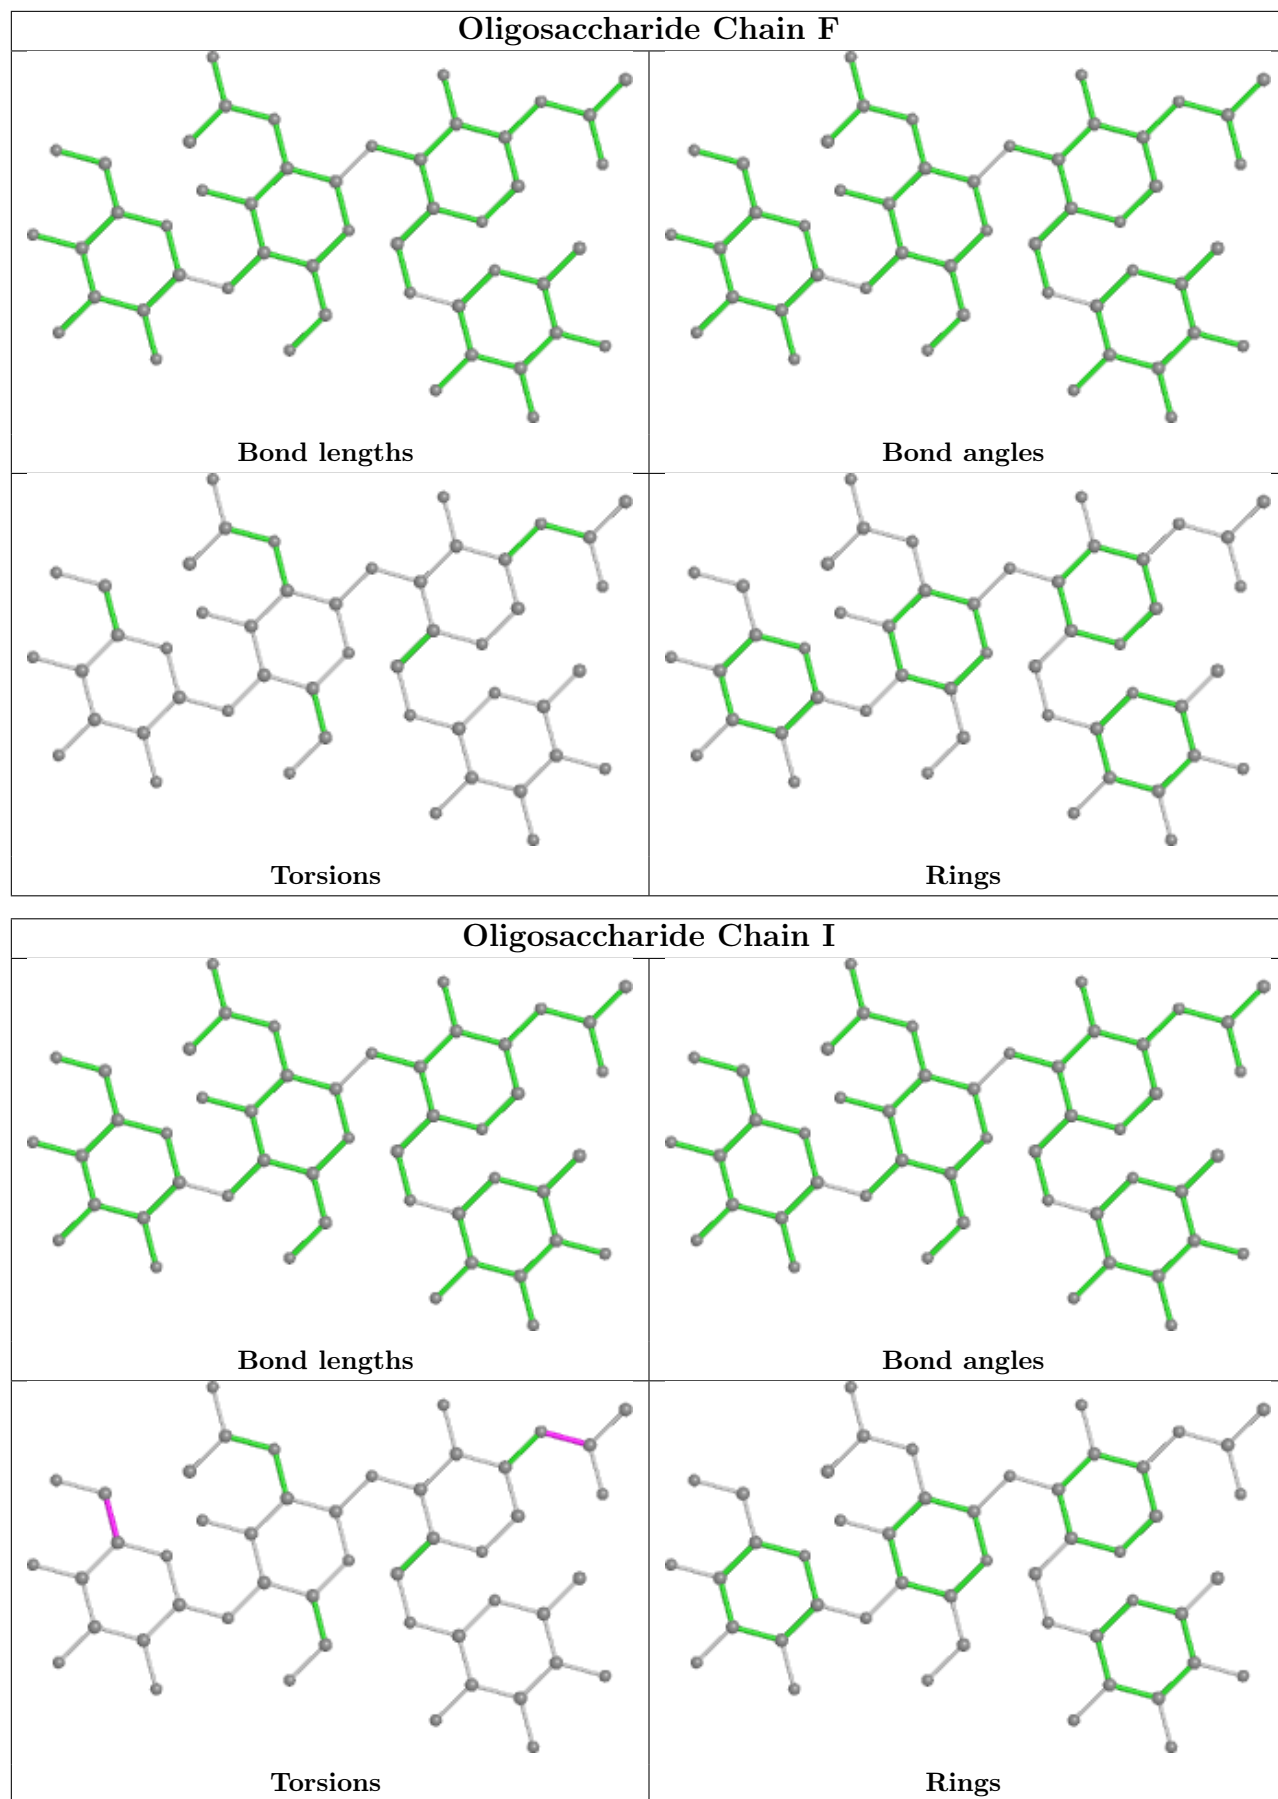 Oligosaccharide Chain F
Bond lengths
Bond angles
Torsions
Rings
Oligosaccharide Chain I
Bond lengths
Bond angles
Torsions
Rings